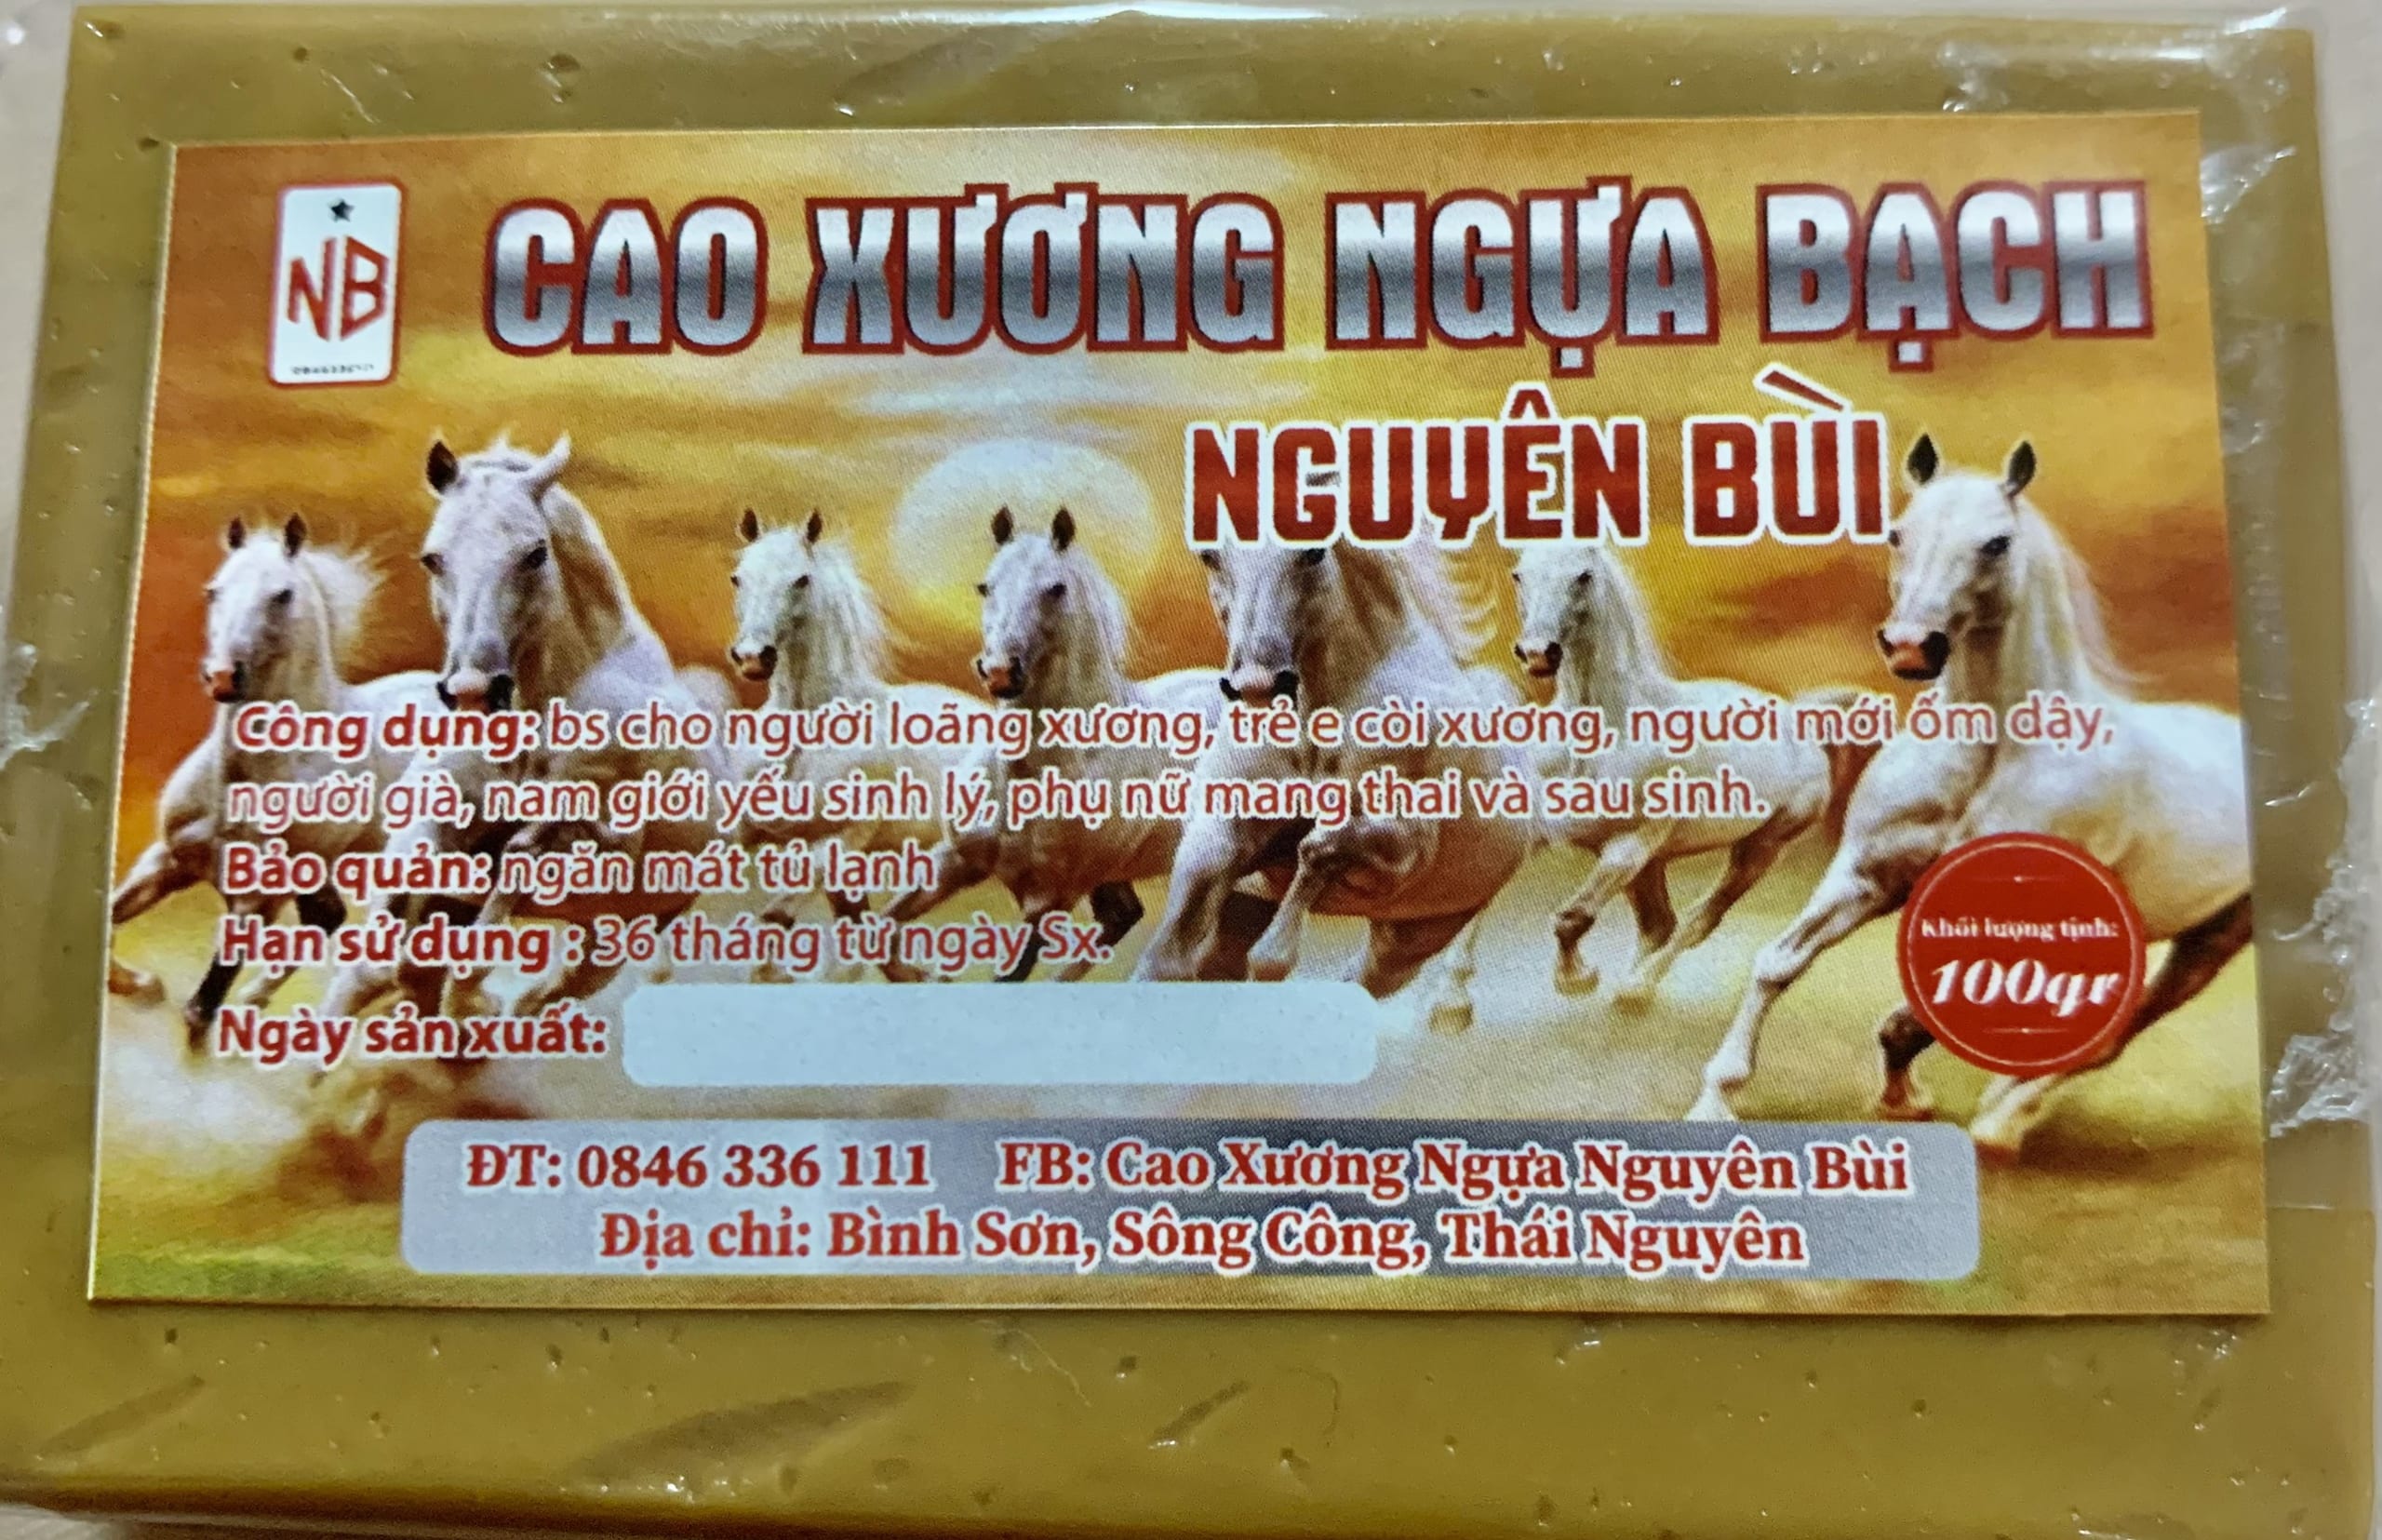 NB
CAO XƯƠNG NGỰA BẠCH
NGUYÊN BÙI
Công dụng: bs cho người loãng xương, trẻ e còi xương, người mới ốm dậy,
người già, nam giới yếu sinh lý, phụ nữ mang thai và sau sinh.
Bảo quản: ngăn mát tủ lạnh
Hạn sử dụng : 36 tháng từ ngày Sx.
Khối lượng tịnh:
100gr
Ngày sản xuất:
ĐT: 0846 336 111 FB: Cao Xương Ngựa Nguyên Bùi
Địa chỉ: Bình Sơn, Sông Công, Thái Nguyên